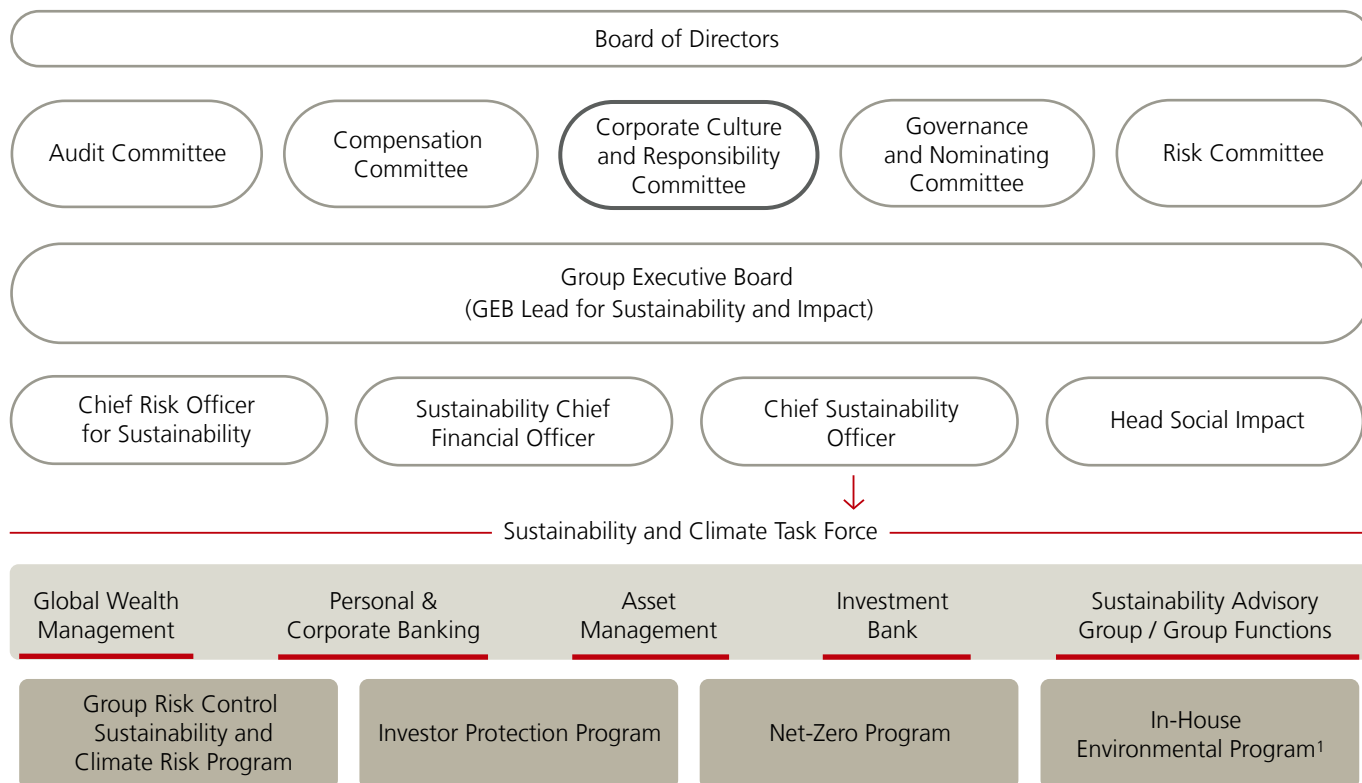 Board of Directors
Audit Committee
Compensation
Committee
Corporate Culture
and Responsibility
Committee
Governance
and Nominating
Committee
Risk Committee
Group Executive Board
(GEB Lead for Sustainability and Impact)
Chief Risk Officer
for Sustainability
Sustainability Chief
Financial Officer
Chief Sustainability
Officer
Head Social Impact
Sustainability and Climate Task Force
Global Wealth
Management
Personal &
Corporate Banking
Asset
Management
Investment
Bank
Sustainability Advisory
Group / Group Functions
Group Risk Control
Sustainability and
Climate Risk Program
Investor Protection Program
Net-Zero Program
In-House
Environmental Program¹